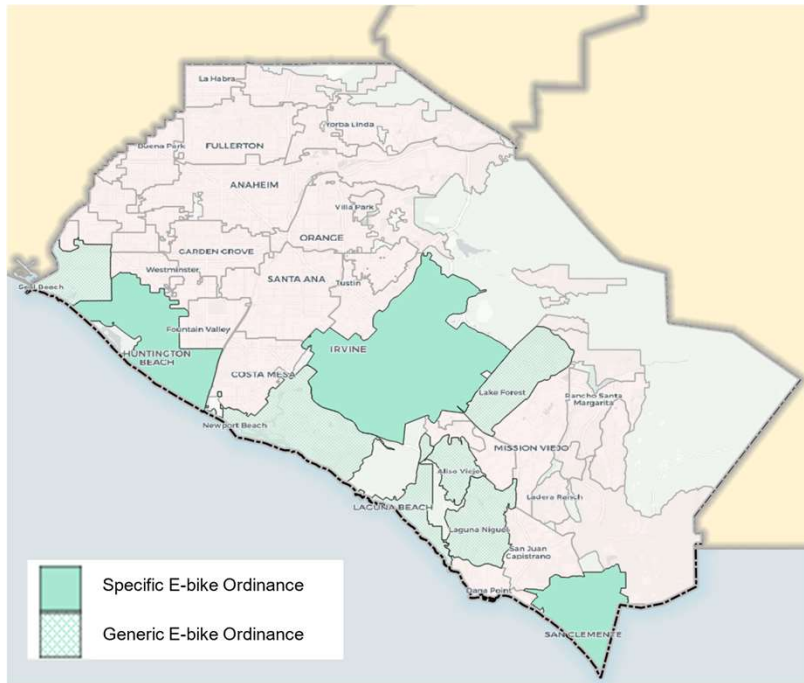 La Habra
Yorba Linda
Buena Park
FULLERTON
ANAHEIM
Villa Park
ORANGE
GARDEN GROVE
Westminster
SANTA ANA
Tustin
Seal Beach
Fountain Valley
HUNTINGTON
BEACH
IRVINE
COSTA MESA
Lake Forest
Rancho Santa
Margarita
Newport Beach
MISSION VIEJO
Aliso Viejo
Ladera Ranch
LAGUNA BEACH
Laguna Niguel
San Juan
Capistrano
Dana Point
SAN CLEMENTE
Specific E-bike Ordinance
Generic E-bike Ordinance